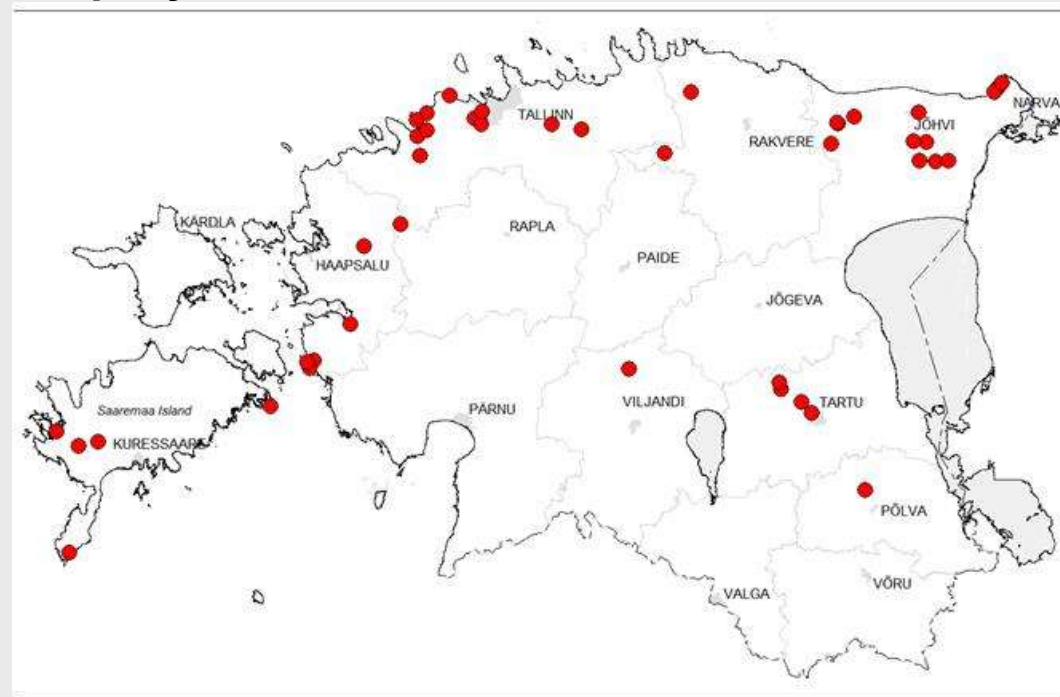 TALLINN
NARVA
JÕHVI
RAKVERE
KÄRDLA
RAPLA
HAAPSALU
PAIDE
JÕGEVA
Saaremaa Island
PÄRNU
VILJANDI
TARTU
KURESSAARE
PÕLVA
VÕRU
VALGA